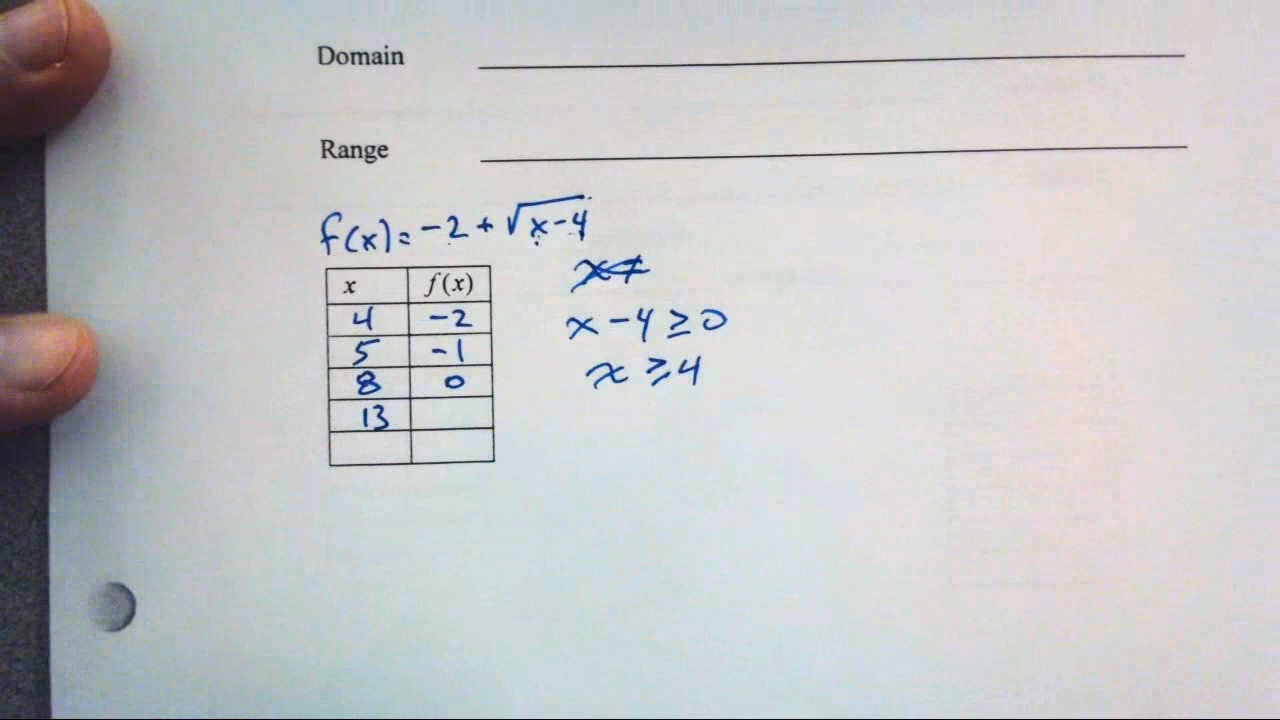 Domain
Range
f(x) = -2 + √x-4
x f(x)
4 -2
5 -1
8 0
13
x-4 ≥ 0
x ≥ 4